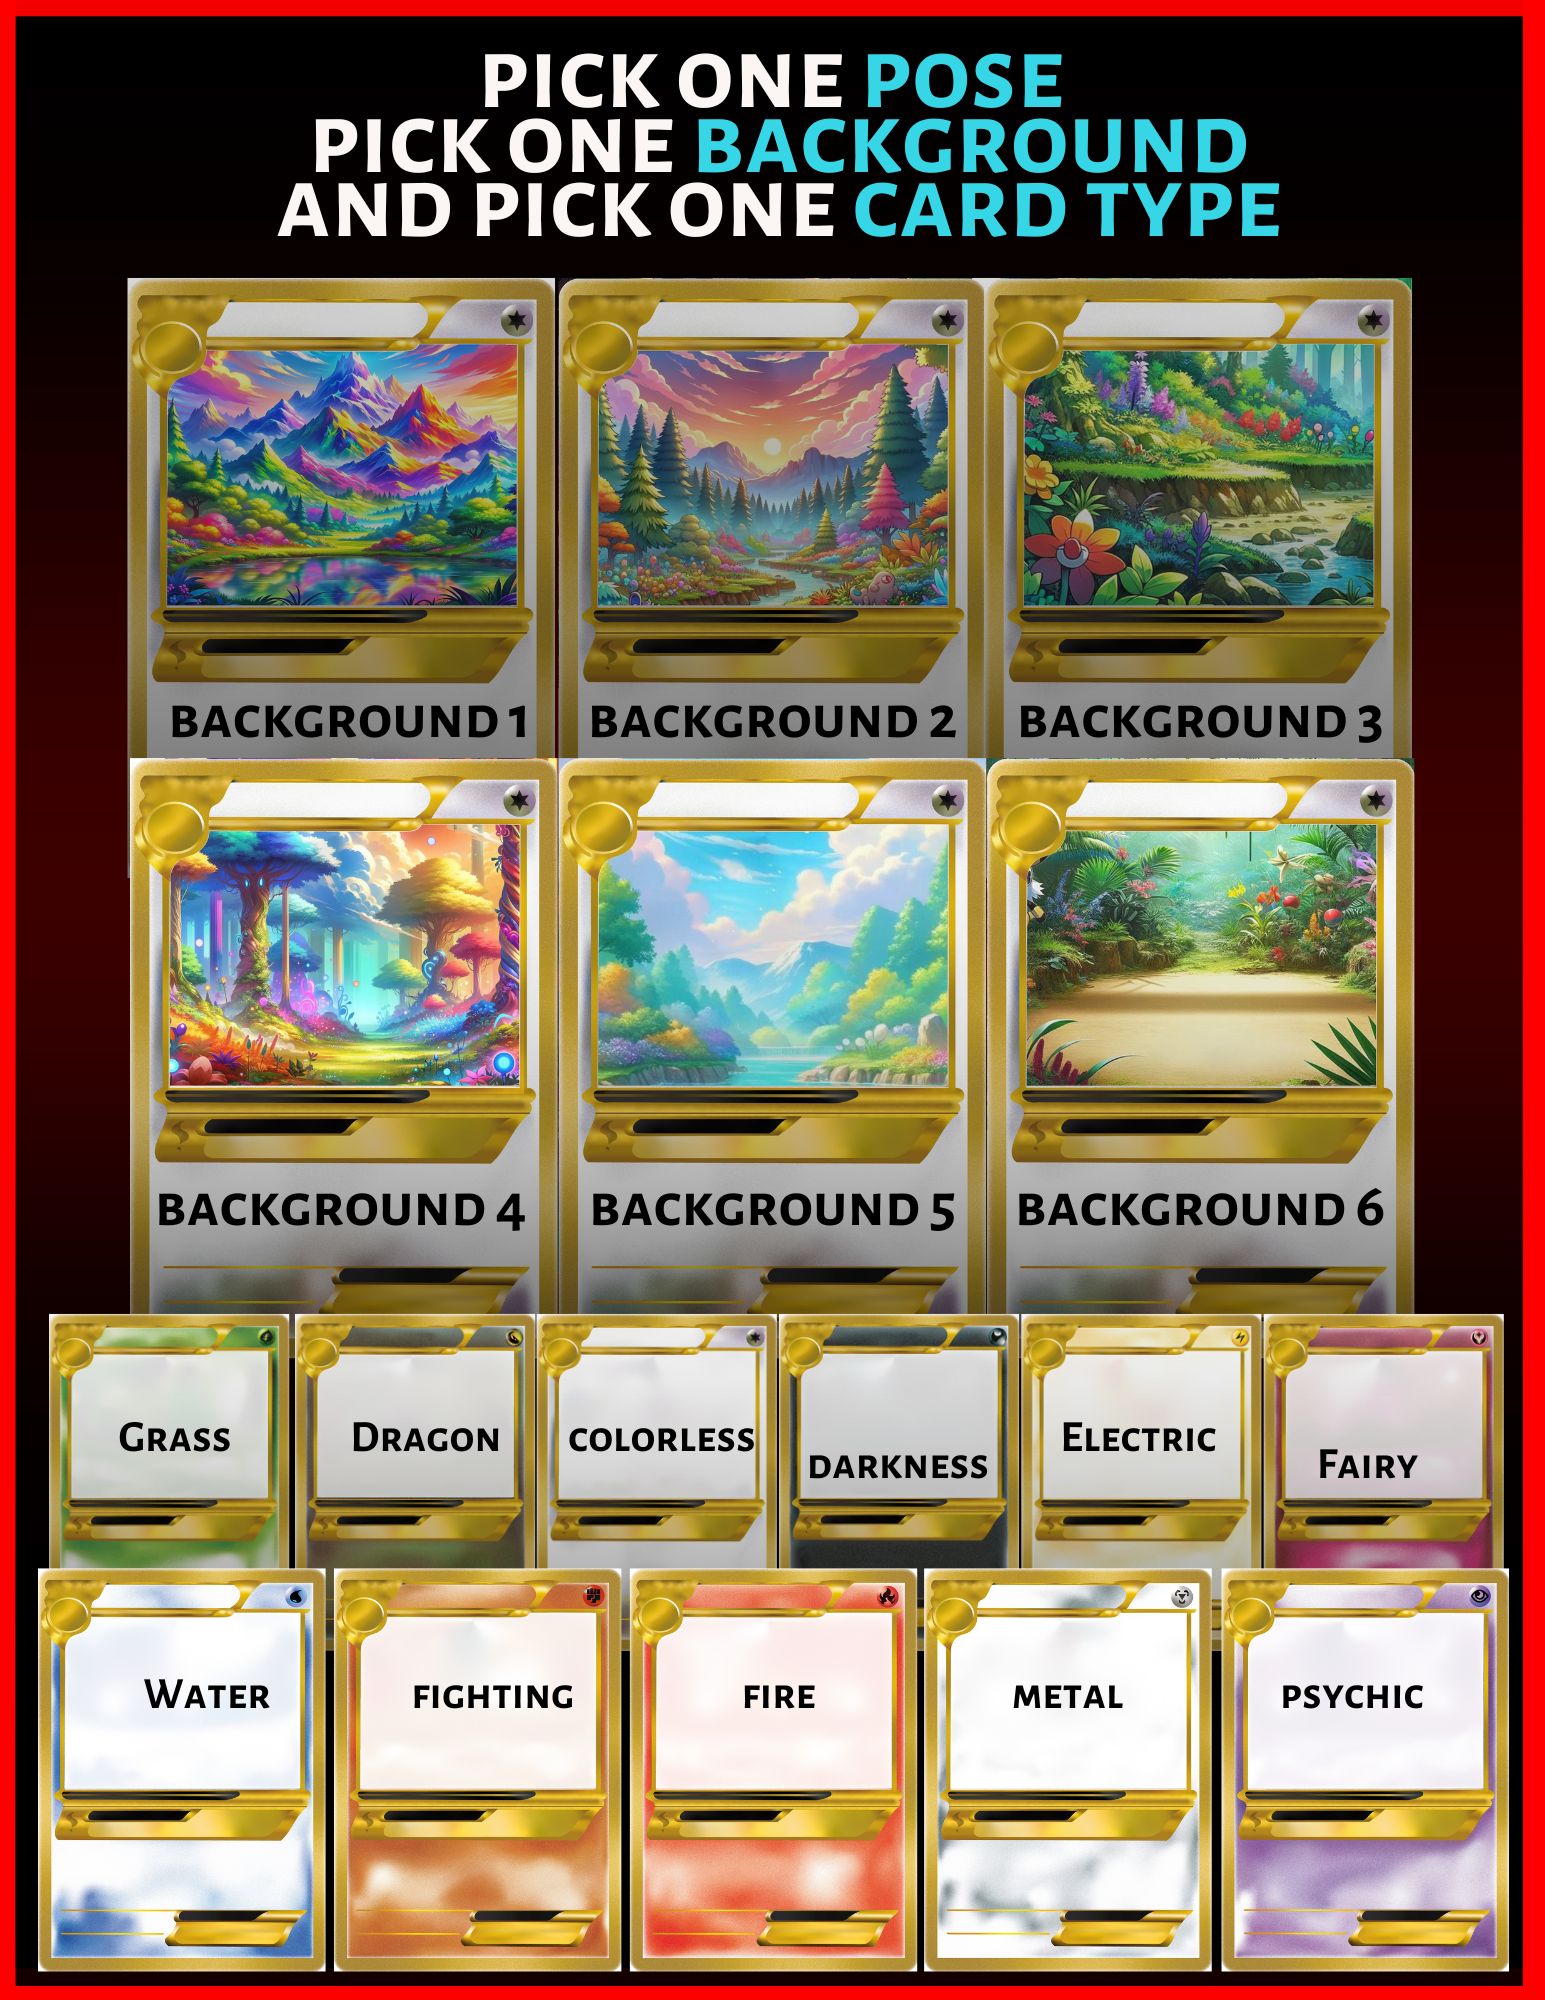 PICK ONE POSE
PICK ONE BACKGROUND
AND PICK ONE CARD TYPE
BACKGROUND 1
BACKGROUND 2
BACKGROUND 3
BACKGROUND 4
BACKGROUND 5
BACKGROUND 6
GRASS
DRAGON
COLORLESS
DARKNESS
ELECTRIC
FAIRY
WATER
FIGHTING
FIRE
METAL
PSYCHIC